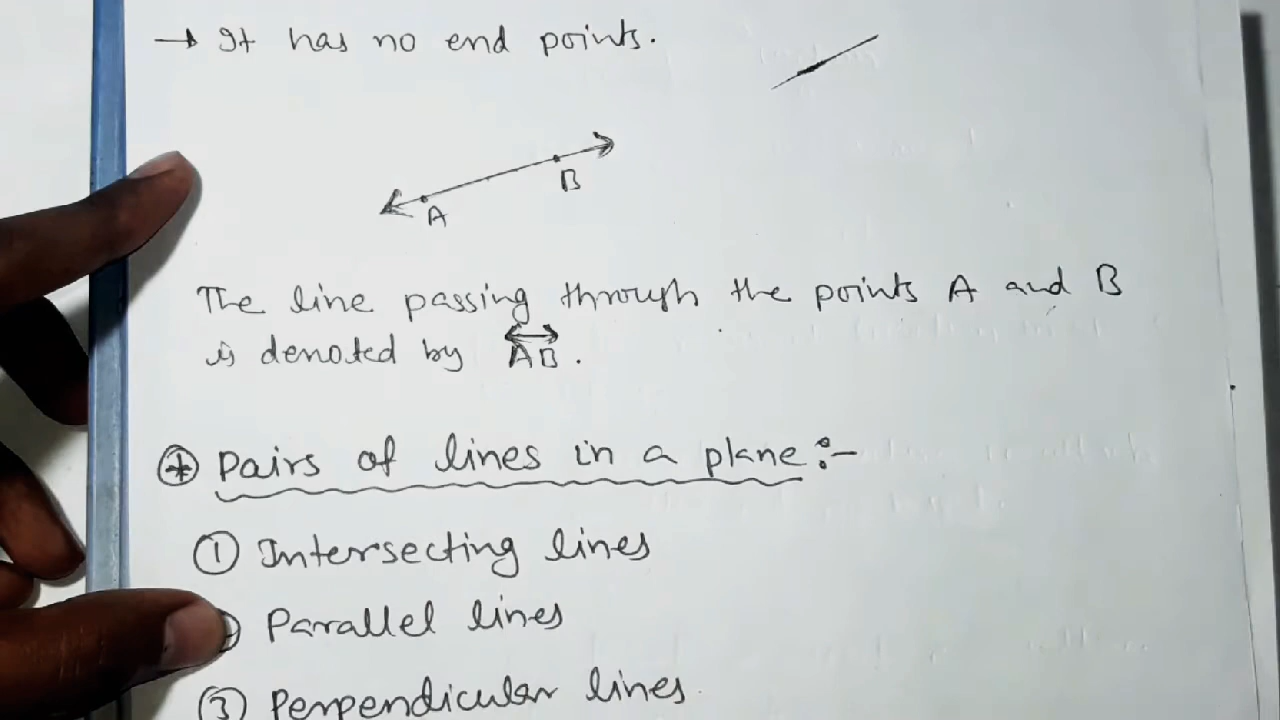 → It has no end points.
A
B
The line passing through the points A and B
is denoted by A͡B.
⊛ Pairs of lines in a plane :-
① Intersecting lines
② Parallel lines
③ Perpendicular lines.